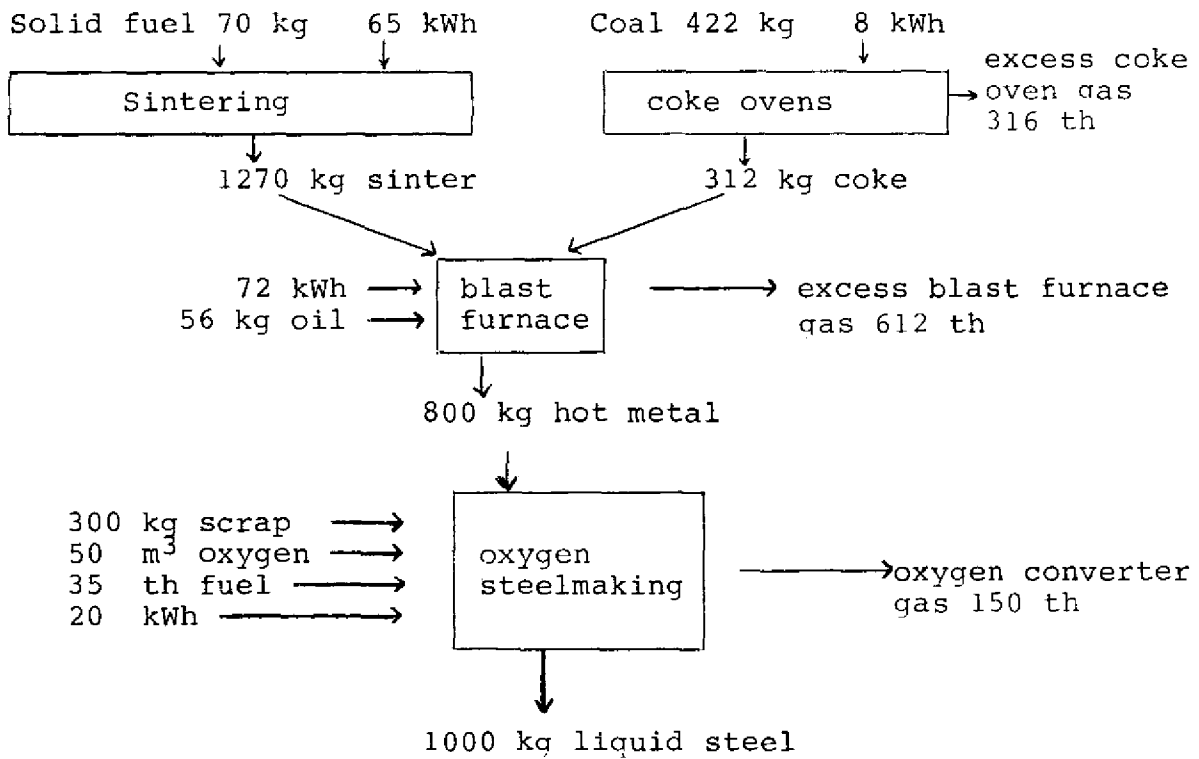 Solid fuel 70 kg 65 kWh
Coal 422 kg 8 kWh
excess coke
oven gas
316 th
Sintering
coke ovens
1270 kg sinter
312 kg coke
72 kWh
56 kg oil
blast
furnace
excess blast furnace
gas 612 th
800 kg hot metal
300 kg scrap
50 m³ oxygen
35 th fuel
20 kWh
oxygen
steelmaking
oxygen converter
gas 150 th
1000 kg liquid steel